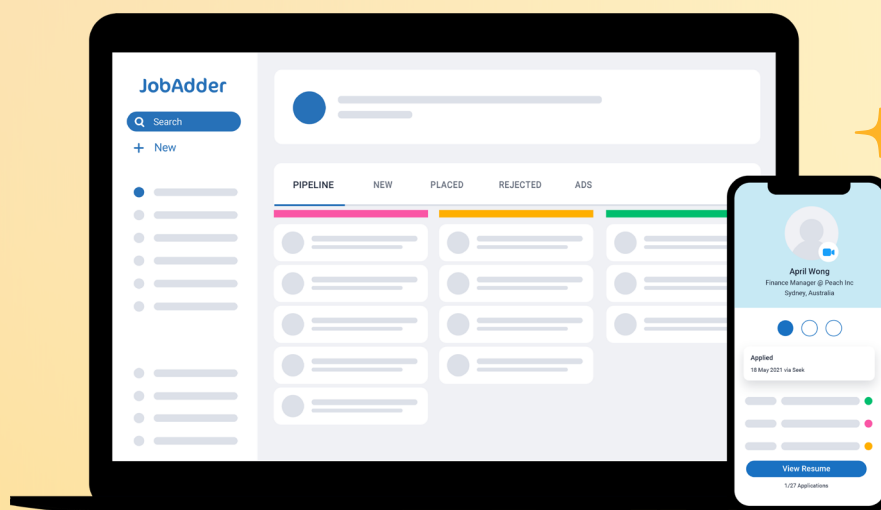 JobAdder
Search
+ New
PIPELINE NEW PLACED REJECTED ADS
April Wong
Finance Manager @ Peach Inc
Sydney, Australia
Applied
18 May 2021 via Seek
View Resume
1/27 Applications